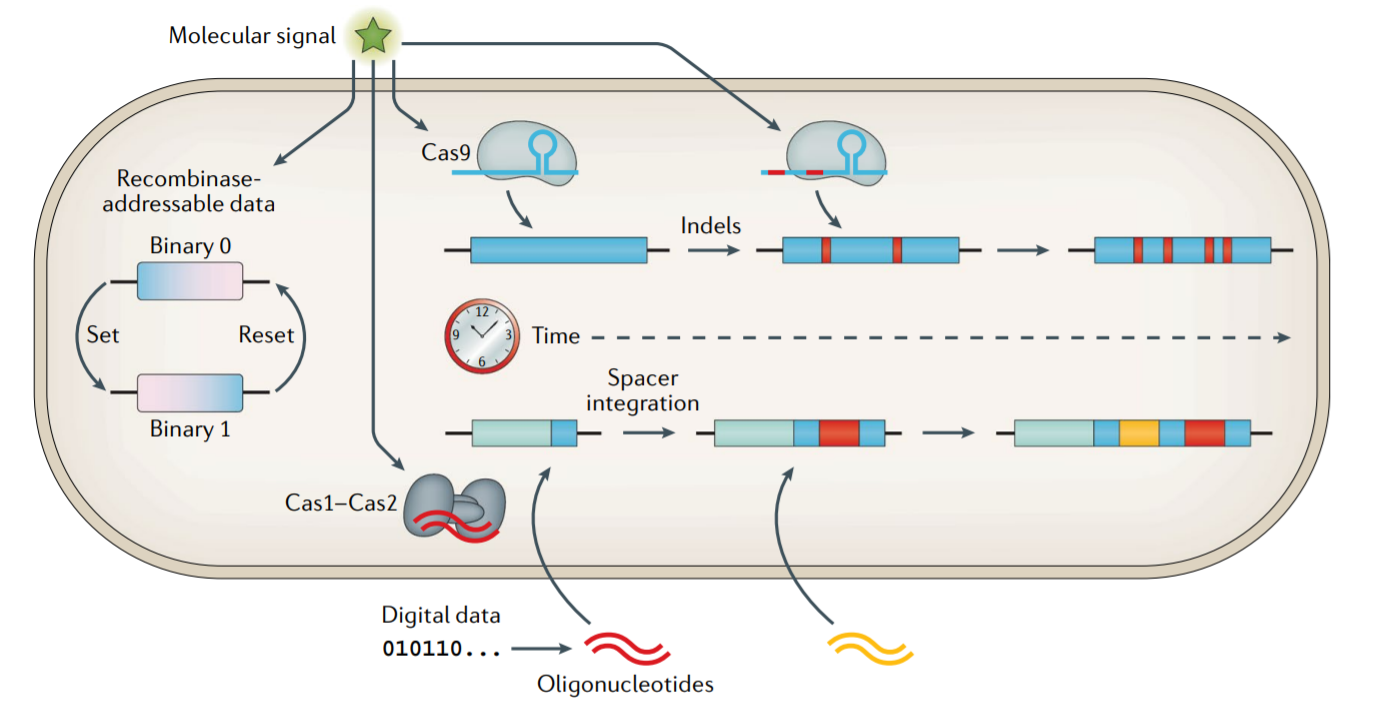 Molecular signal
Cas9
Recombinase-
addressable data
Binary 0
Set
Reset
Binary 1
Indels
12
9
3
6
Time
Spacer
integration
Cas1–Cas2
Digital data
010110...
Oligonucleotides